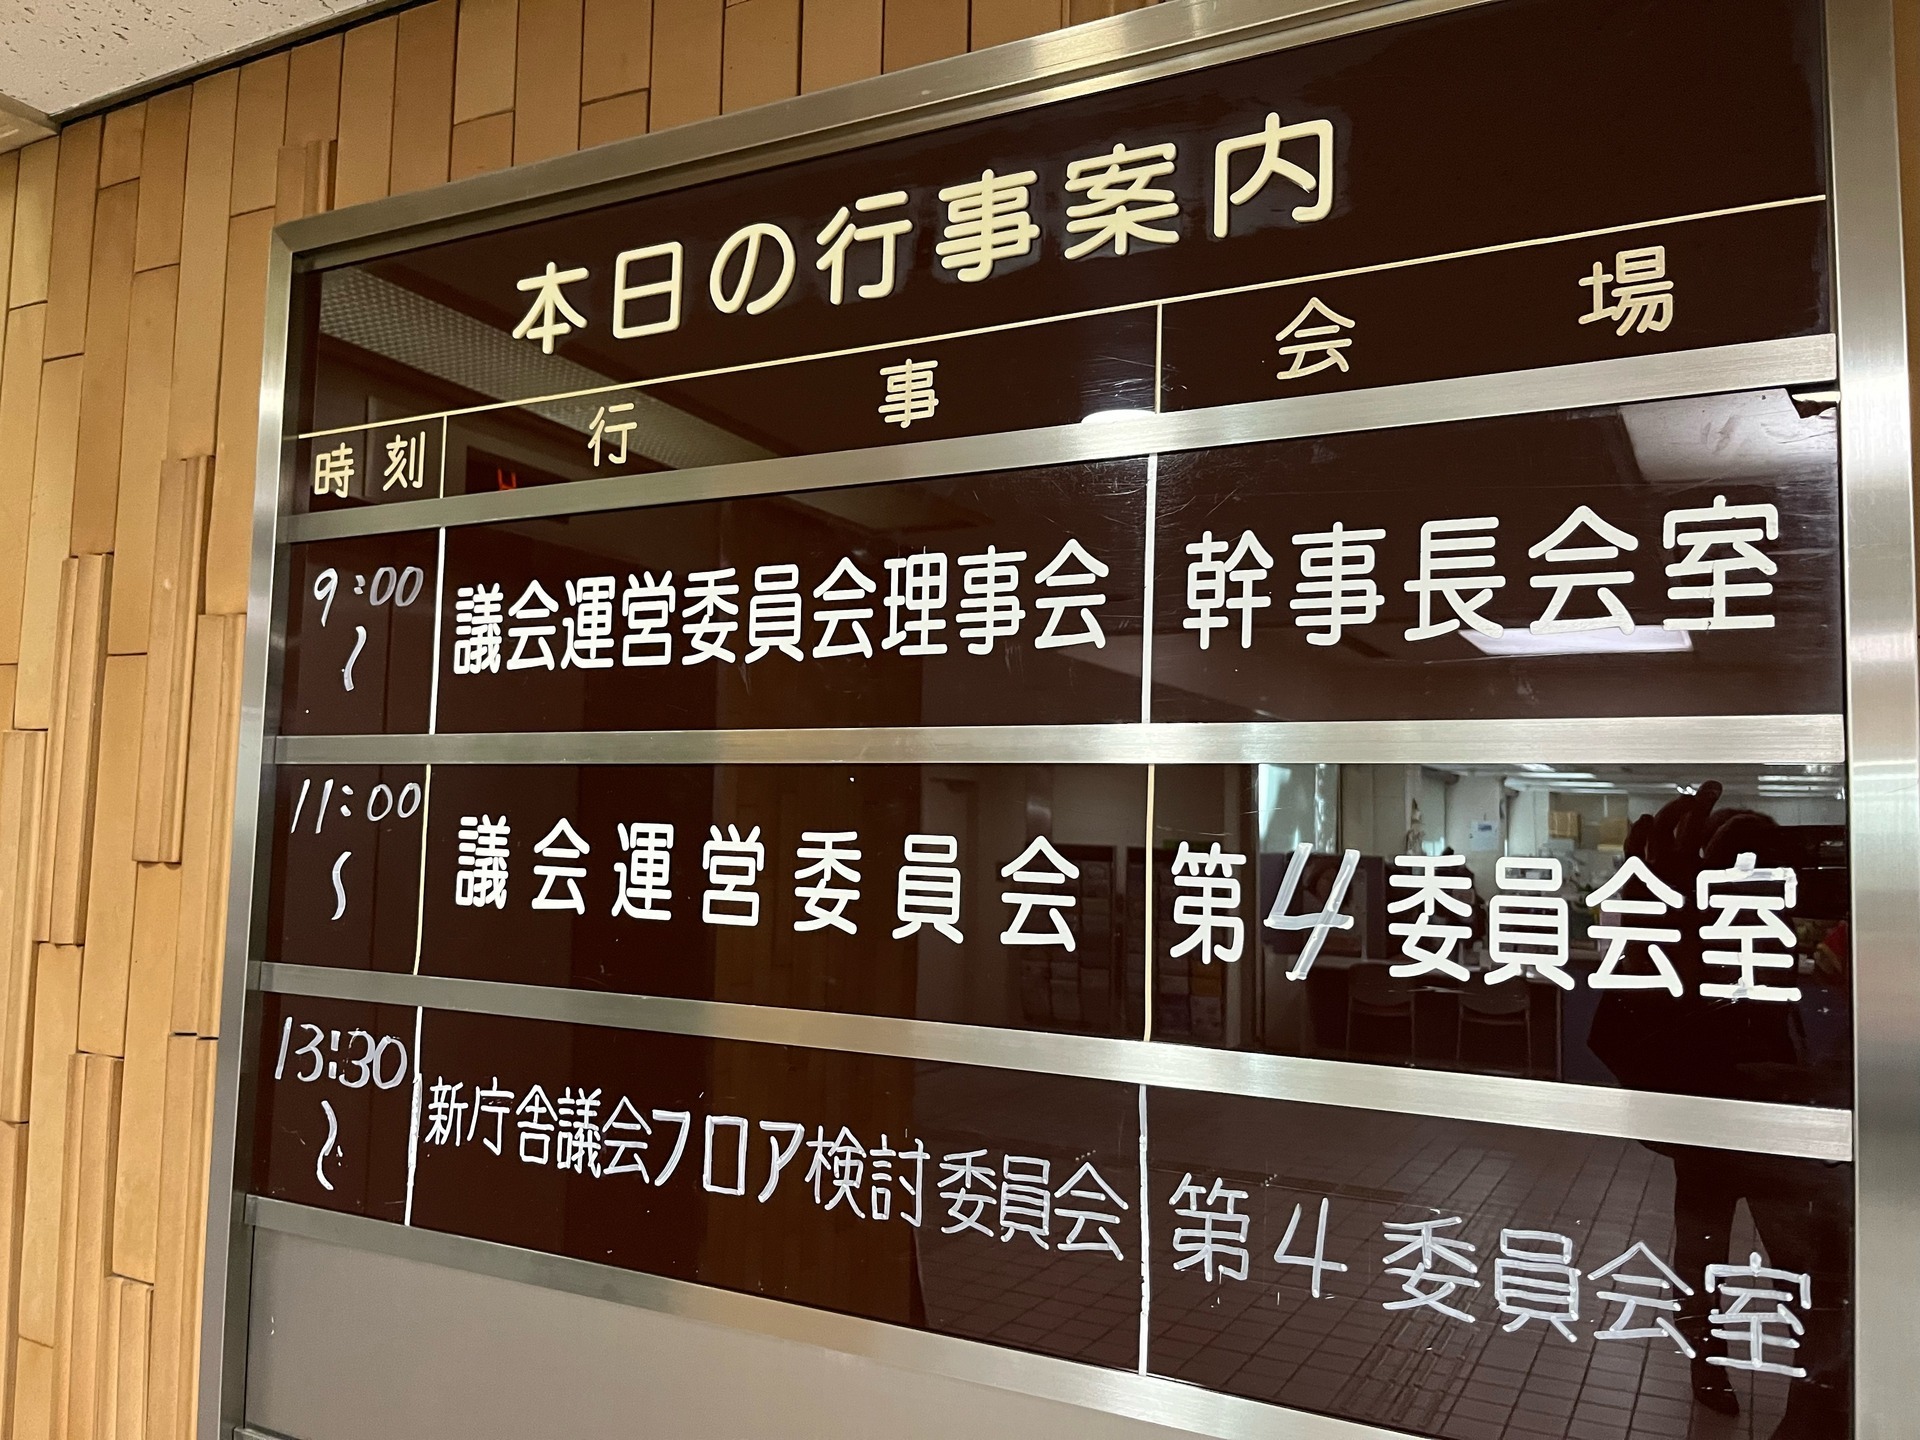 本日の行事案内
時刻 行事 会場
9:00〜 議会運営委員会理事会 幹事長会室
11:00〜 議会運営委員会 第4委員会室
13:30〜 新庁舎議会フロア検討委員会 第4委員会室